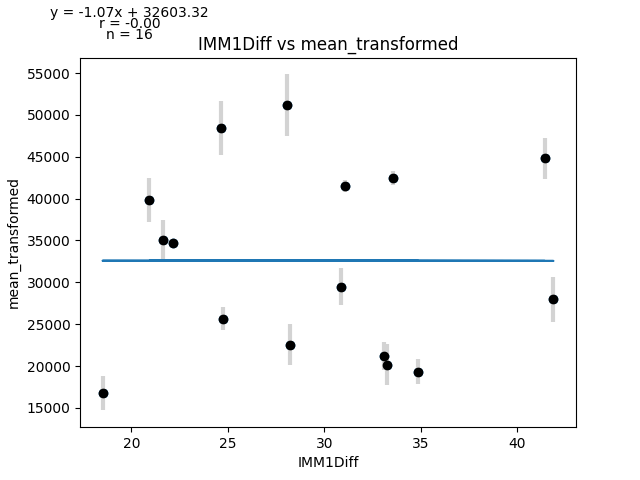 y = -1.07x + 32603.32
r = -0.00
n = 16
IMM1Diff vs mean_transformed
55000
50000
45000
40000
35000
30000
25000
20000
15000
mean_transformed
20 25 30 35 40
IMM1Diff